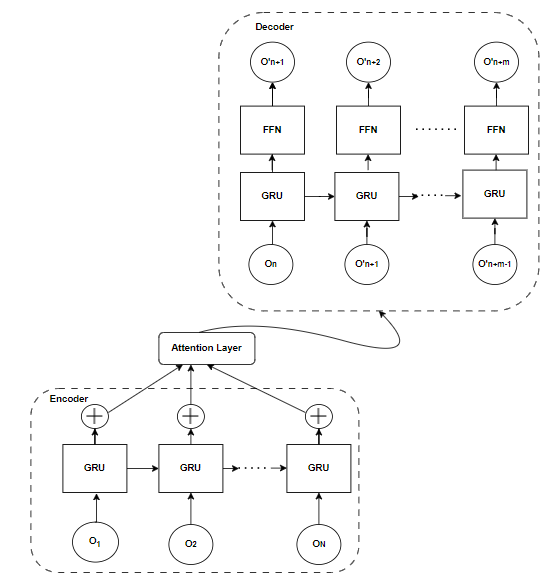 Decoder
O'n+1 O'n+2 O'n+m
FFN FFN ........ FFN
GRU GRU ..... GRU
On O'n+1 O'n+m-1
Attention Layer
Encoder
+ + +
GRU GRU ..... GRU
O1 O2 ON